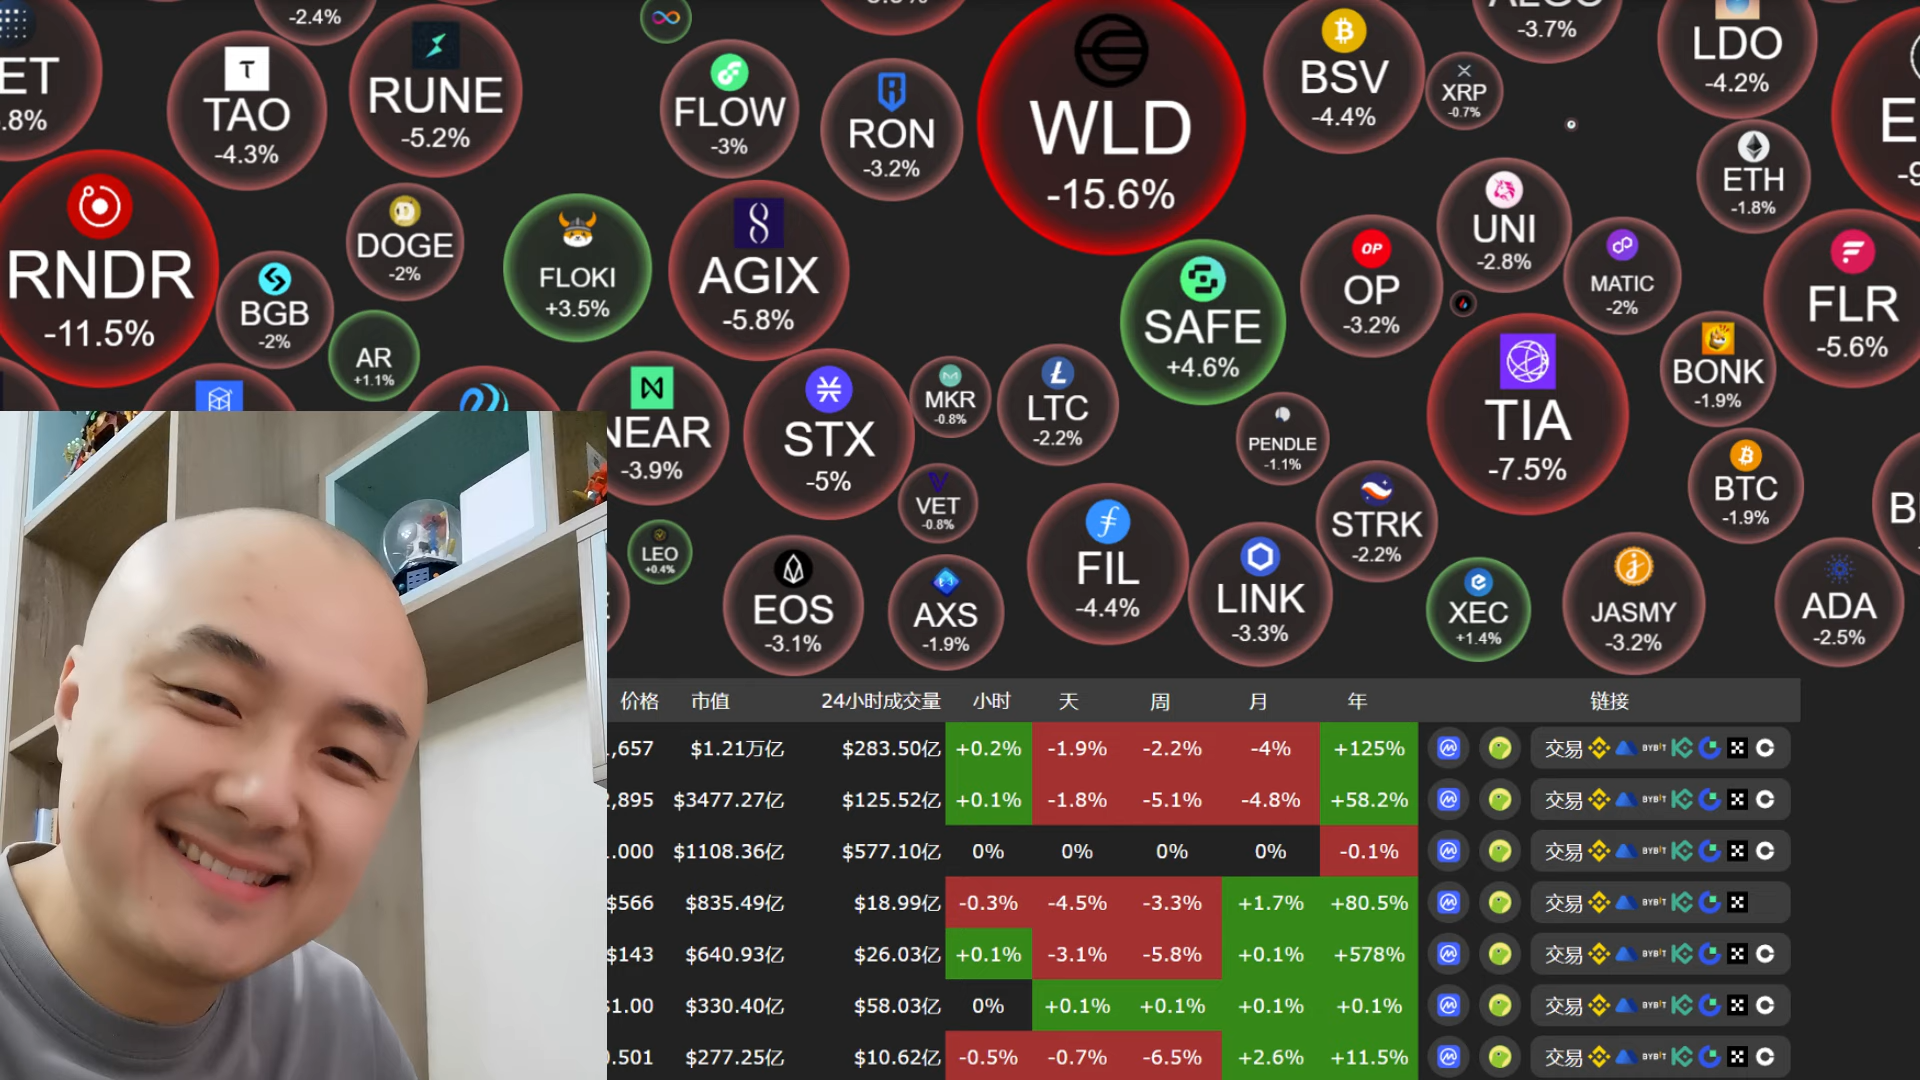 -2.4%
TAO
-4.3%
RUNE
-5.2%
FLOW
-3%
RON
-3.2%
WLD
-15.6%
BSV
-4.4%
XRP
-0.7%
-3.7%
LDO
-4.2%
ETH
-1.8%
RNDR
-11.5%
BGB
-2%
DOGE
-2%
AR
+1.1%
FLOKI
+3.5%
AGIX
-5.8%
SAFE
+4.6%
OP
OP
-3.2%
UNI
-2.8%
MATIC
-2%
FLR
-5.6%
BONK
-1.9%
TIA
-7.5%
NEAR
-3.9%
STX
-5%
MKR
-0.8%
LTC
-2.2%
PENDLE
-1.1%
BTC
-1.9%
VET
-0.8%
STRK
-2.2%
LEO
+0.4%
EOS
-3.1%
AXS
-1.9%
FIL
-4.4%
LINK
-3.3%
XEC
+1.4%
JASMY
-3.2%
ADA
-2.5%
价格 市值 24小时成交量 小时 天 周 月 年 链接
,657 $1.21万亿 $283.50亿 +0.2% -1.9% -2.2% -4% +125% 交易 BYBIT
,895 $3477.27亿 $125.52亿 +0.1% -1.8% -5.1% -4.8% +58.2% 交易 BYBIT
.000 $1108.36亿 $577.10亿 0% 0% 0% 0% -0.1% 交易 BYBIT
$566 $835.49亿 $18.99亿 -0.3% -4.5% -3.3% +1.7% +80.5% 交易 BYBIT
$143 $640.93亿 $26.03亿 +0.1% -3.1% -5.8% +0.1% +578% 交易 BYBIT
$1.00 $330.40亿 $58.03亿 0% +0.1% +0.1% +0.1% +0.1% 交易 BYBIT
.501 $277.25亿 $10.62亿 -0.5% -0.7% -6.5% +2.6% +11.5% 交易 BYBIT